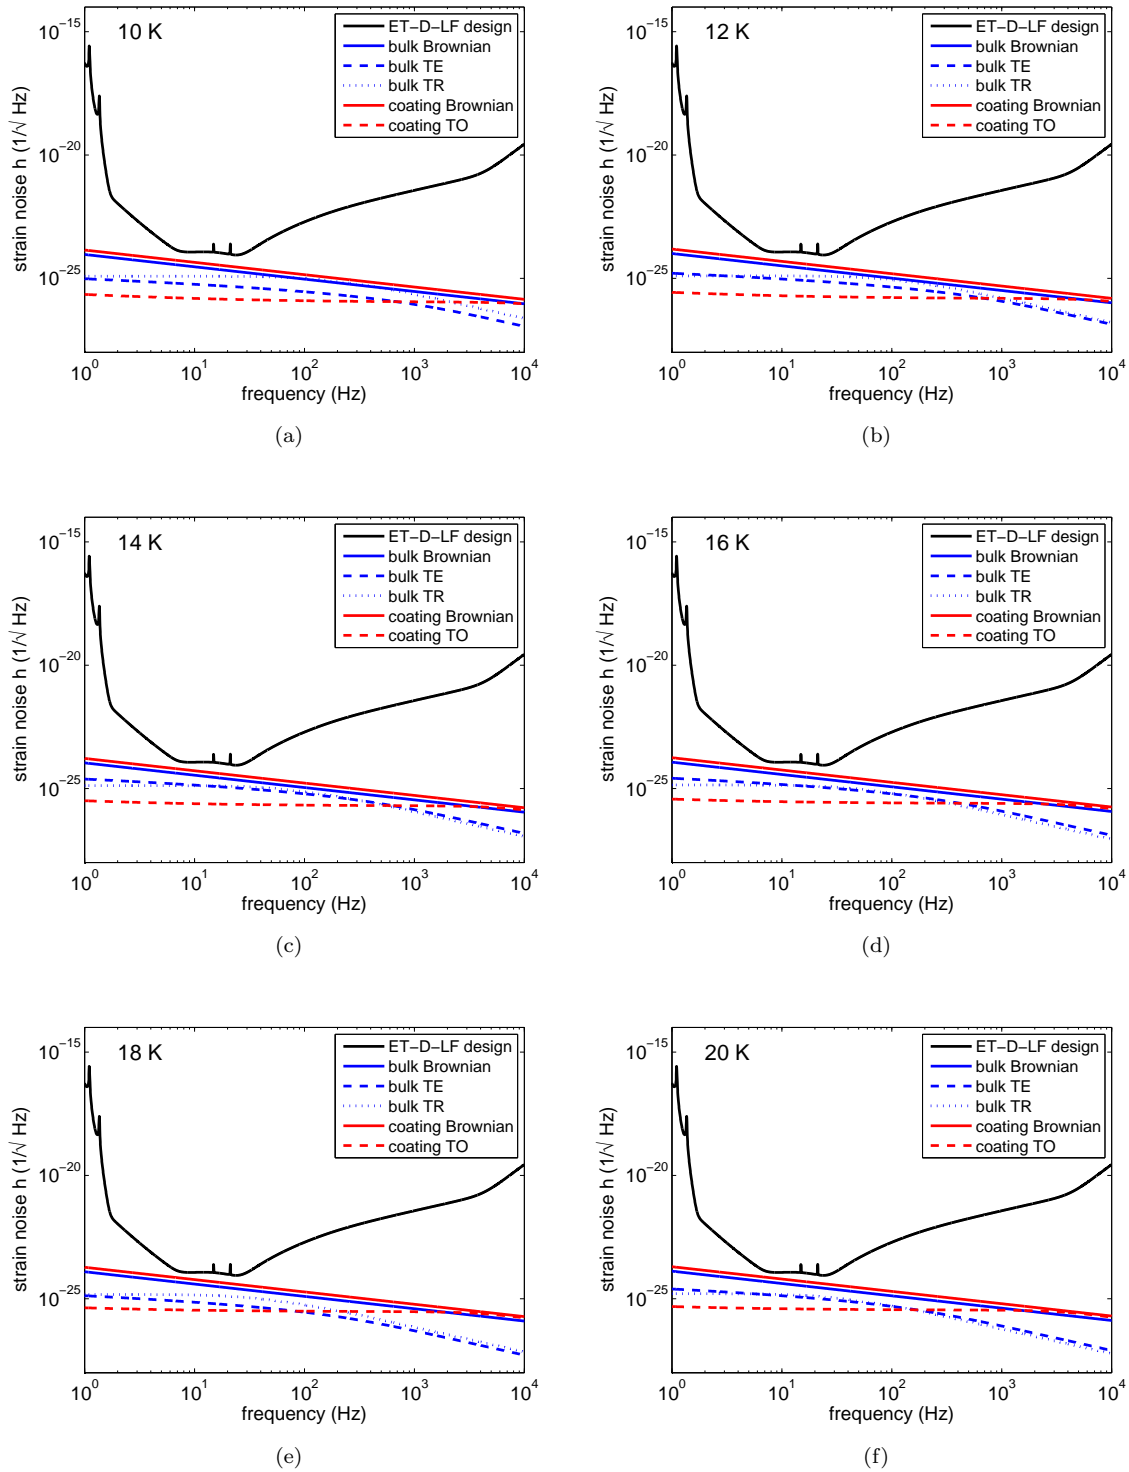 10 K
ET−D−LF design
bulk Brownian
bulk TE
bulk TR
coating Brownian
coating TO
strain noise h (1/√ Hz)
10^−15
10^−20
10^−25
10^0 10^1 10^2 10^3 10^4
frequency (Hz)
(a)
12 K
ET−D−LF design
bulk Brownian
bulk TE
bulk TR
coating Brownian
coating TO
strain noise h (1/√ Hz)
10^−15
10^−20
10^−25
10^0 10^1 10^2 10^3 10^4
frequency (Hz)
(b)
14 K
ET−D−LF design
bulk Brownian
bulk TE
bulk TR
coating Brownian
coating TO
strain noise h (1/√ Hz)
10^−15
10^−20
10^−25
10^0 10^1 10^2 10^3 10^4
frequency (Hz)
(c)
16 K
ET−D−LF design
bulk Brownian
bulk TE
bulk TR
coating Brownian
coating TO
strain noise h (1/√ Hz)
10^−15
10^−20
10^−25
10^0 10^1 10^2 10^3 10^4
frequency (Hz)
(d)
18 K
ET−D−LF design
bulk Brownian
bulk TE
bulk TR
coating Brownian
coating TO
strain noise h (1/√ Hz)
10^−15
10^−20
10^−25
10^0 10^1 10^2 10^3 10^4
frequency (Hz)
(e)
20 K
ET−D−LF design
bulk Brownian
bulk TE
bulk TR
coating Brownian
coating TO
strain noise h (1/√ Hz)
10^−15
10^−20
10^−25
10^0 10^1 10^2 10^3 10^4
frequency (Hz)
(f)